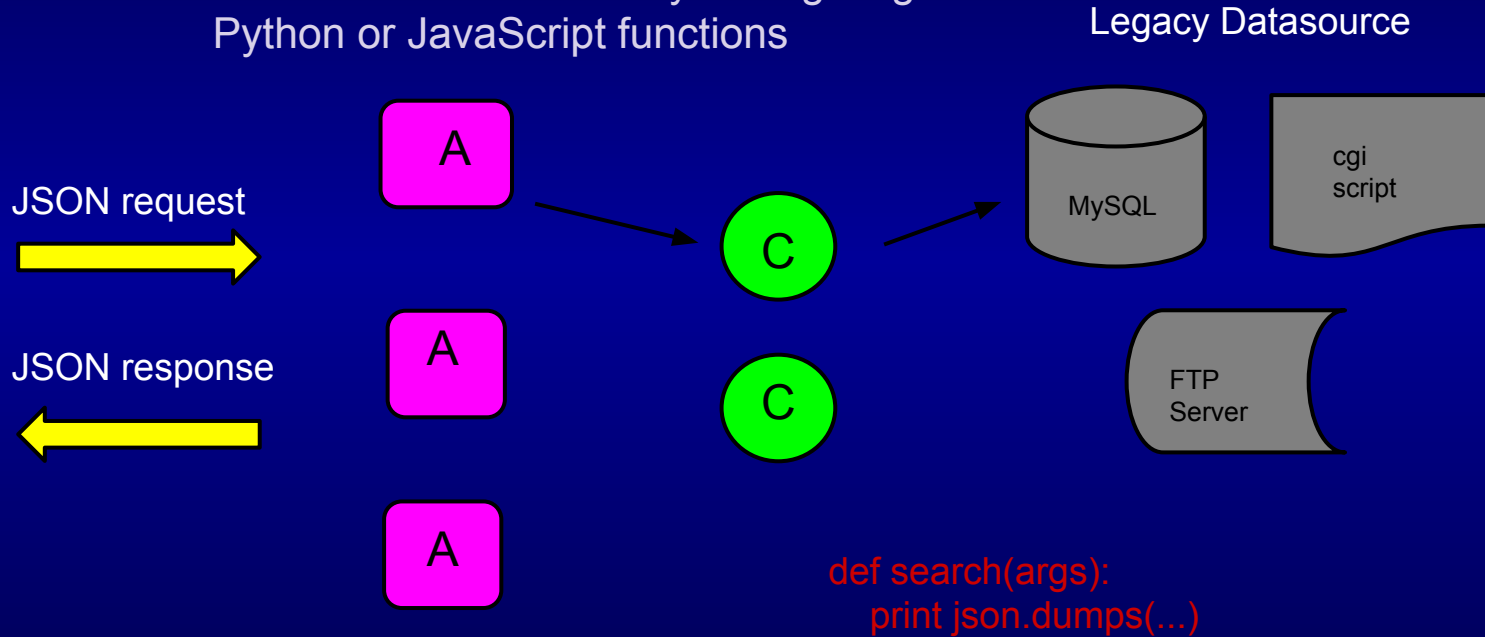 Python or JavaScript functions
Legacy Datasource
A
JSON request
C
MySQL
cgi
script
A
JSON response
C
FTP
Server
A
def search(args):
print json.dumps(...)